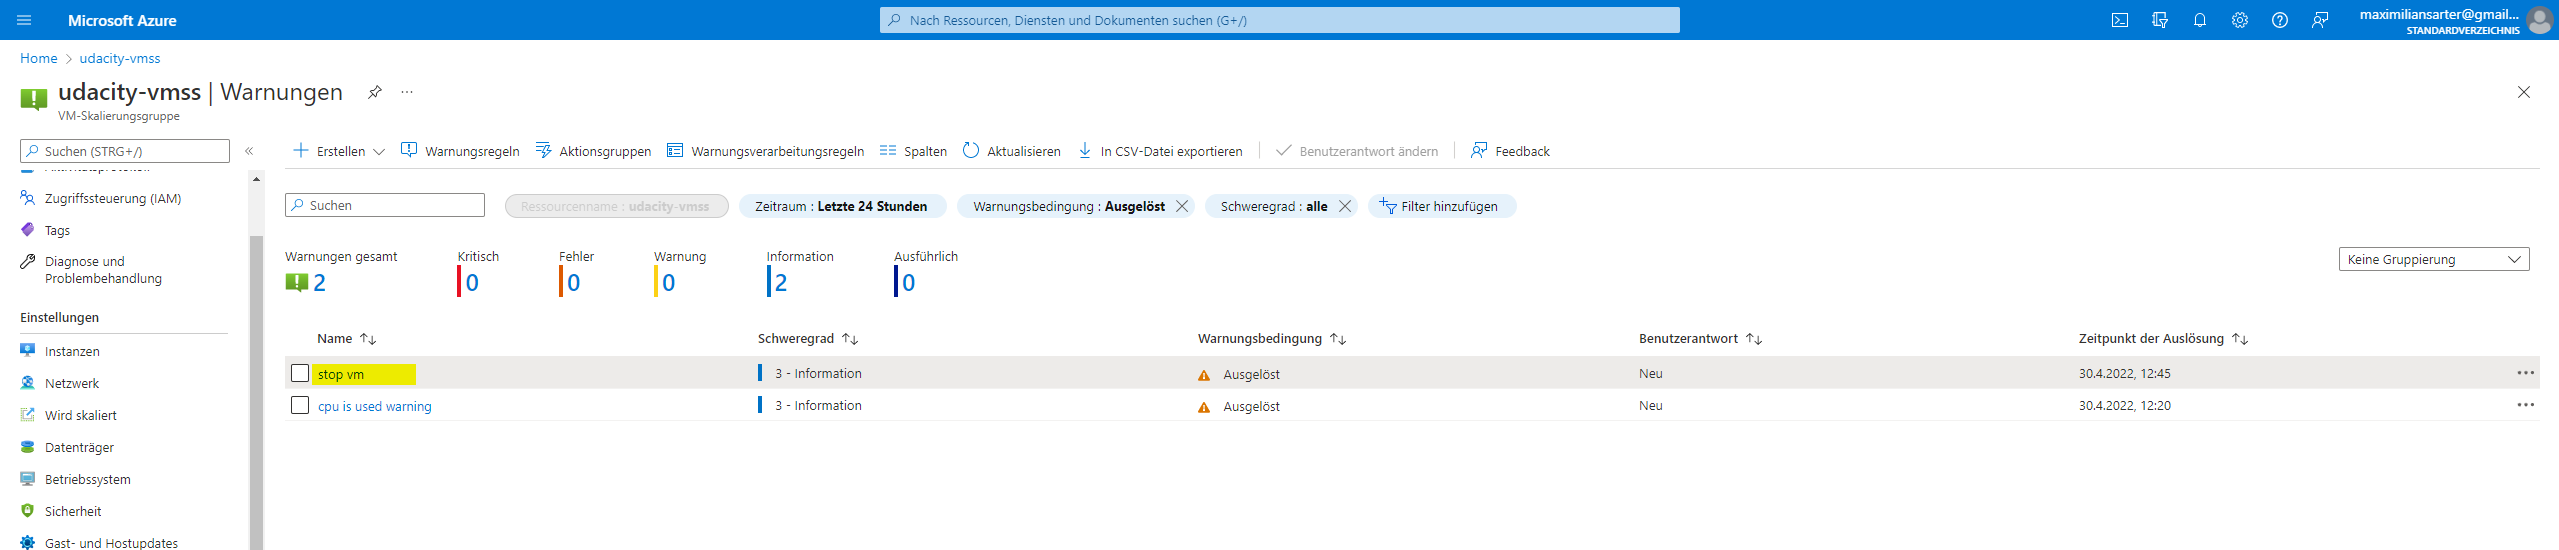 Microsoft Azure
Nach Ressourcen, Diensten und Dokumenten suchen (G+/)
maximiliansarter@gmail...
STANDARDVERZEICHNIS
Home > udacity-vmss
udacity-vmss | Warnungen
VM-Skalierungsgruppe
Suchen (STRG+/)
Erstellen Warnungsregeln Aktionsgruppen Warnungsverarbeitungsregeln Spalten Aktualisieren In CSV-Datei exportieren Benutzerantwort ändern Feedback
Zugriffssteuerung (IAM)
Tags
Diagnose und
Problembehandlung
Einstellungen
Instanzen
Netzwerk
Wird skaliert
Datenträger
Betriebssystem
Sicherheit
Gast- und Hostupdates
Suchen Ressourcenname : udacity-vmss Zeitraum : Letzte 24 Stunden Warnungsbedingung : Ausgelöst Schweregrad : alle Filter hinzufügen
Warnungen gesamt Kritisch Fehler Warnung Information Ausführlich
2 0 0 0 2 0
Keine Gruppierung
Name Schweregrad Warnungsbedingung Benutzerantwort Zeitpunkt der Auslösung
stop vm 3 - Information Ausgelöst Neu 30.4.2022, 12:45
cpu is used warning 3 - Information Ausgelöst Neu 30.4.2022, 12:20